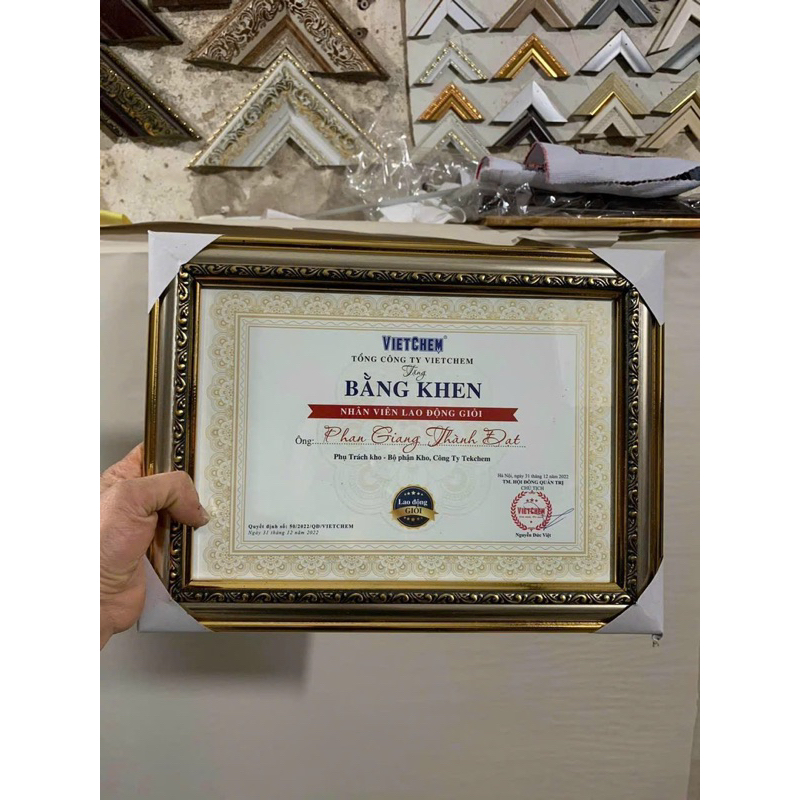 VIETCHEM®
TỔNG CÔNG TY VIETCHEM
Tặng
BẰNG KHEN
NHÂN VIÊN LAO ĐỘNG GIỎI
Ông: Phan Giang Thành Đạt
Phụ Trách kho - Bộ phận Kho, Công Ty Tekchem
Hà Nội, ngày 31 tháng 12 năm 2022
TM. HỘI ĐỒNG QUẢN TRỊ
CHỦ TỊCH
Lao động
GIỎI
VIETCHEM
Quyết định số: 98/2022/QĐ/VIETCHEM
Ngày 31 tháng 12 năm 2022
Nguyễn Đức Việt